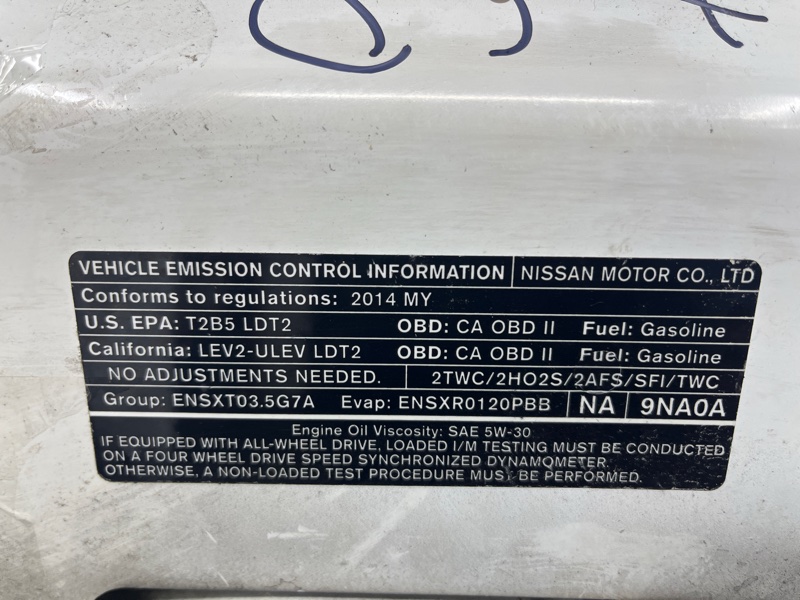 VEHICLE EMISSION CONTROL INFORMATION NISSAN MOTOR CO., LTD
Conforms to regulations: 2014 MY
U.S. EPA: T2B5 LDT2 OBD: CA OBD II Fuel: Gasoline
California: LEV2-ULEV LDT2 OBD: CA OBD II Fuel: Gasoline
NO ADJUSTMENTS NEEDED. 2TWC/2HO2S/2AFS/SFI/TWC
Group: ENSXT03.5G7A Evap: ENSXR0120PBB NA 9NA0A
Engine Oil Viscosity: SAE 5W-30
IF EQUIPPED WITH ALL-WHEEL DRIVE, LOADED I/M TESTING MUST BE CONDUCTED
ON A FOUR WHEEL DRIVE SPEED SYNCHRONIZED DYNAMOMETER.
OTHERWISE, A NON-LOADED TEST PROCEDURE MUST BE PERFORMED.